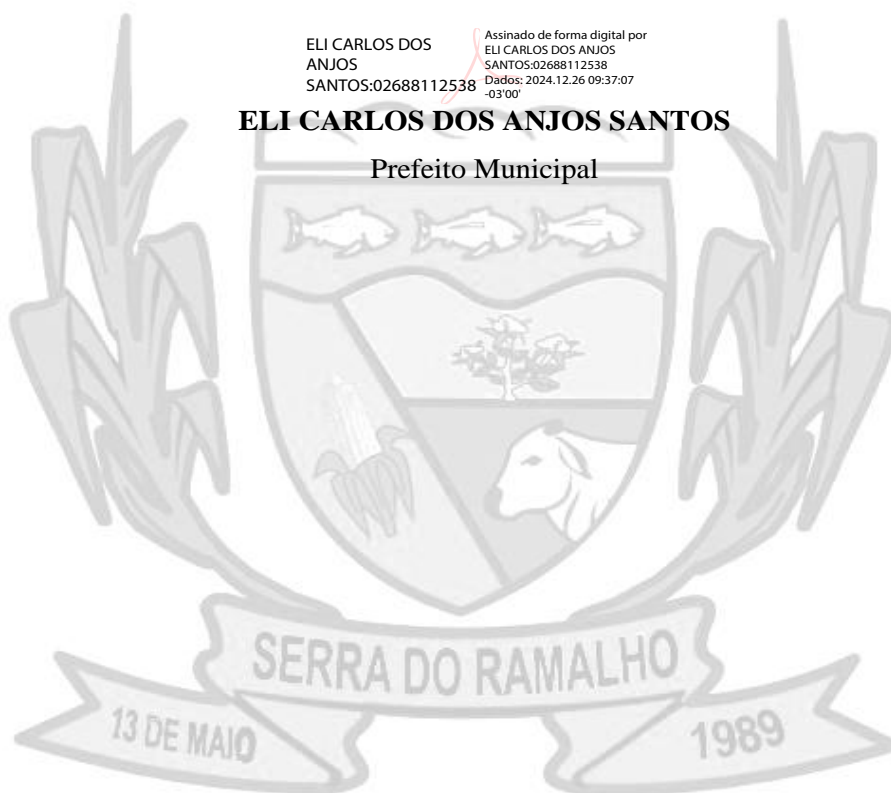 ELI CARLOS DOS
ANJOS
SANTOS:02688112538
Assinado de forma digital por
ELI CARLOS DOS ANJOS
SANTOS:02688112538
Dados: 2024.12.26 09:37:07
-03'00'
ELI CARLOS DOS ANJOS SANTOS
Prefeito Municipal
SERRA DO RAMALHO
13 DE MAIO
1989